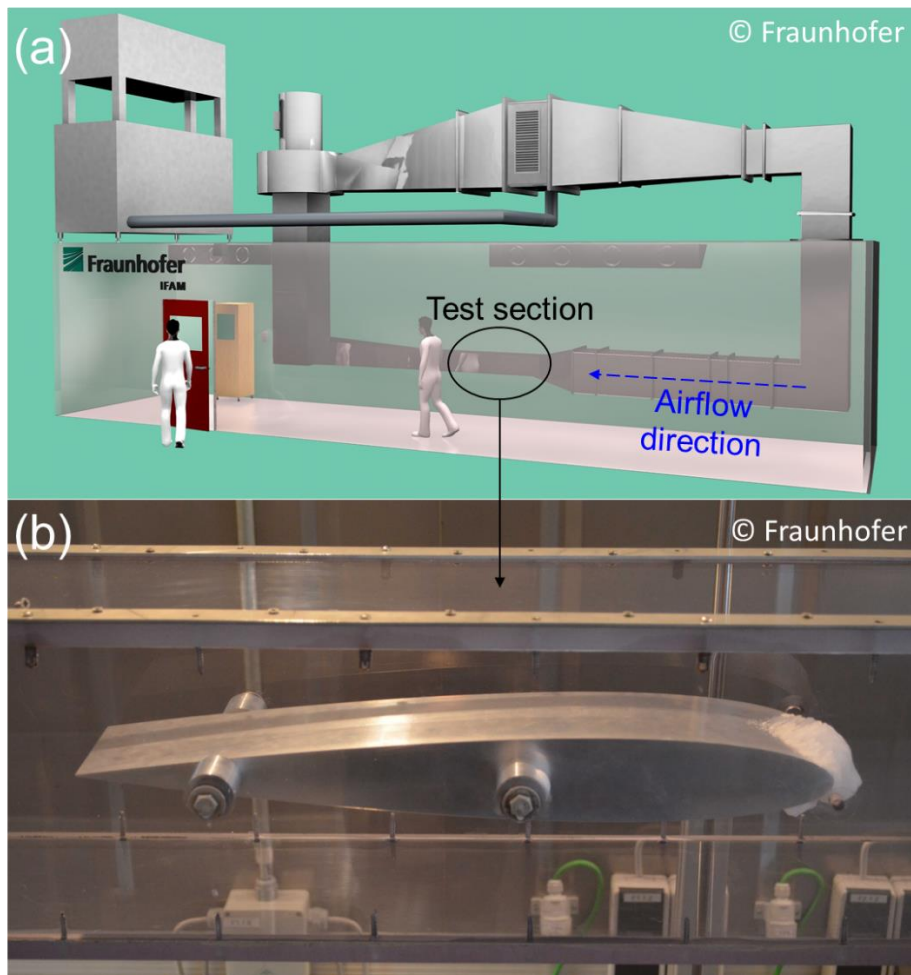 (a)
© Fraunhofer
Fraunhofer
IFAM
Test section
Airflow
direction
(b)
© Fraunhofer